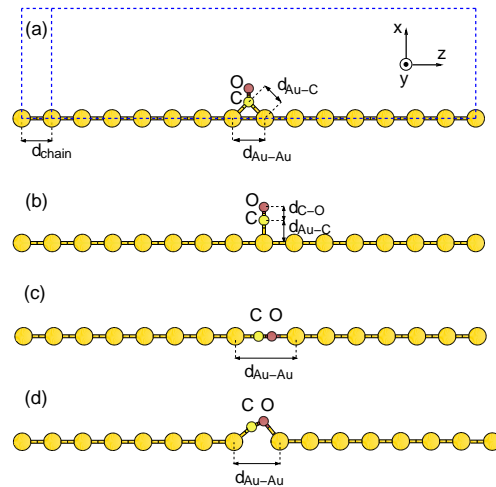 (a)
x
z
y
O
C
d_Au–C
d_chain
d_Au–Au
(b)
O
C
d_C–O
d_Au–C
(c)
C O
d_Au–Au
(d)
C O
d_Au–Au